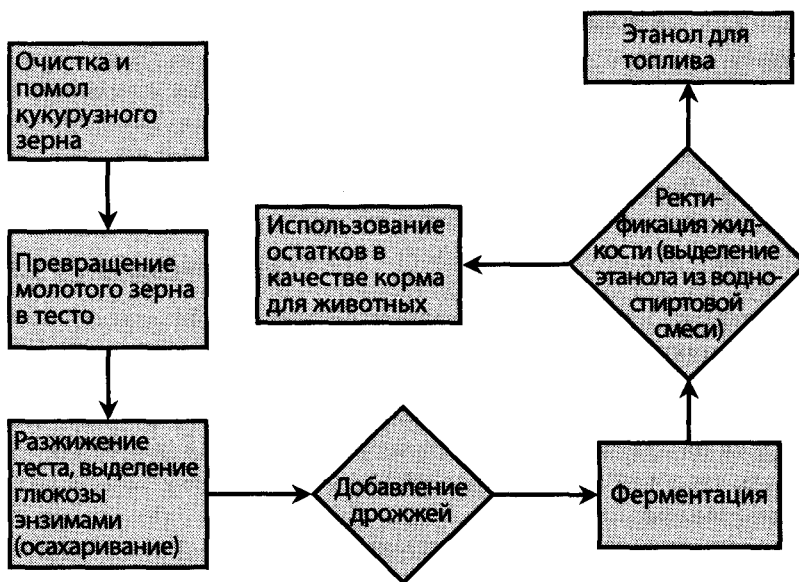 Очистка и
помол
кукурузного
зерна
Превращение
молотого зерна
в тесто
Разжижение
теста, выделение
глюкозы
энзимами
(осахаривание)
Добавление
дрожжей
Ферментация
Ректи-
фикация жид-
кости (выделение
этанола из водно-
спиртовой
смеси)
Использование
остатков в
качестве корма
для животных
Этанол для
топлива